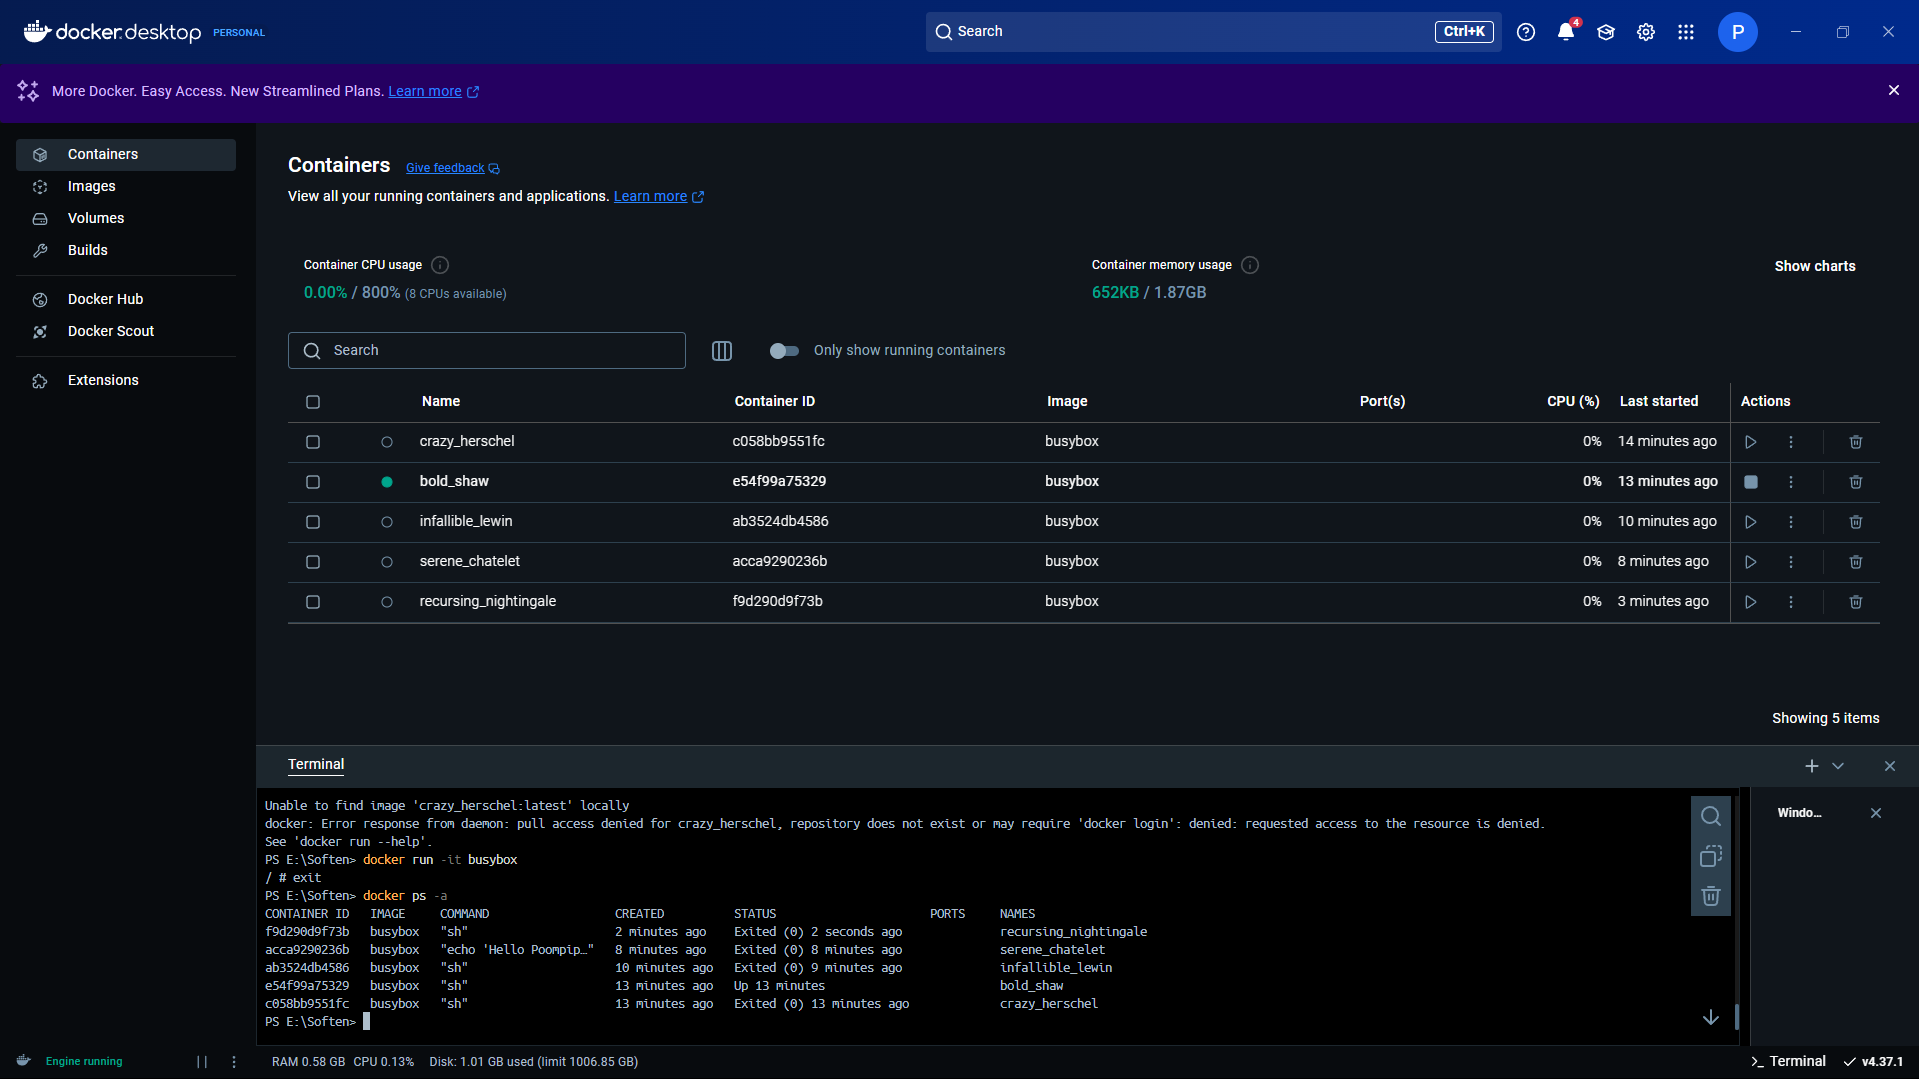 docker.desktop PERSONAL
Search Ctrl+K
4
P
More Docker. Easy Access. New Streamlined Plans. Learn more
Containers
Images
Volumes
Builds
Docker Hub
Docker Scout
Extensions
Containers Give feedback
View all your running containers and applications. Learn more
Container CPU usage
0.00% / 800% (8 CPUs available)
Container memory usage
652KB / 1.87GB
Show charts
Search
Only show running containers
Name Container ID Image Port(s) CPU (%) Last started Actions
crazy_herschel c058bb9551fc busybox 0% 14 minutes ago
bold_shaw e54f99a75329 busybox 0% 13 minutes ago
infallible_lewin ab3524db4586 busybox 0% 10 minutes ago
serene_chatelet acca9290236b busybox 0% 8 minutes ago
recursing_nightingale f9d290d9f73b busybox 0% 3 minutes ago
Showing 5 items
Terminal
Windo...
Unable to find image 'crazy_herschel:latest' locally
docker: Error response from daemon: pull access denied for crazy_herschel, repository does not exist or may require 'docker login': denied: requested access to the resource is denied.
See 'docker run --help'.
PS E:\Soften> docker run -it busybox
/ # exit
PS E:\Soften> docker ps -a
CONTAINER ID IMAGE COMMAND CREATED STATUS PORTS NAMES
f9d290d9f73b busybox "sh" 2 minutes ago Exited (0) 2 seconds ago recursing_nightingale
acca9290236b busybox "echo 'Hello Poompip…" 8 minutes ago Exited (0) 8 minutes ago serene_chatelet
ab3524db4586 busybox "sh" 10 minutes ago Exited (0) 9 minutes ago infallible_lewin
e54f99a75329 busybox "sh" 13 minutes ago Up 13 minutes bold_shaw
c058bb9551fc busybox "sh" 13 minutes ago Exited (0) 13 minutes ago crazy_herschel
PS E:\Soften>
Engine running
RAM 0.58 GB CPU 0.13% Disk: 1.01 GB used (limit 1006.85 GB)
Terminal v4.37.1